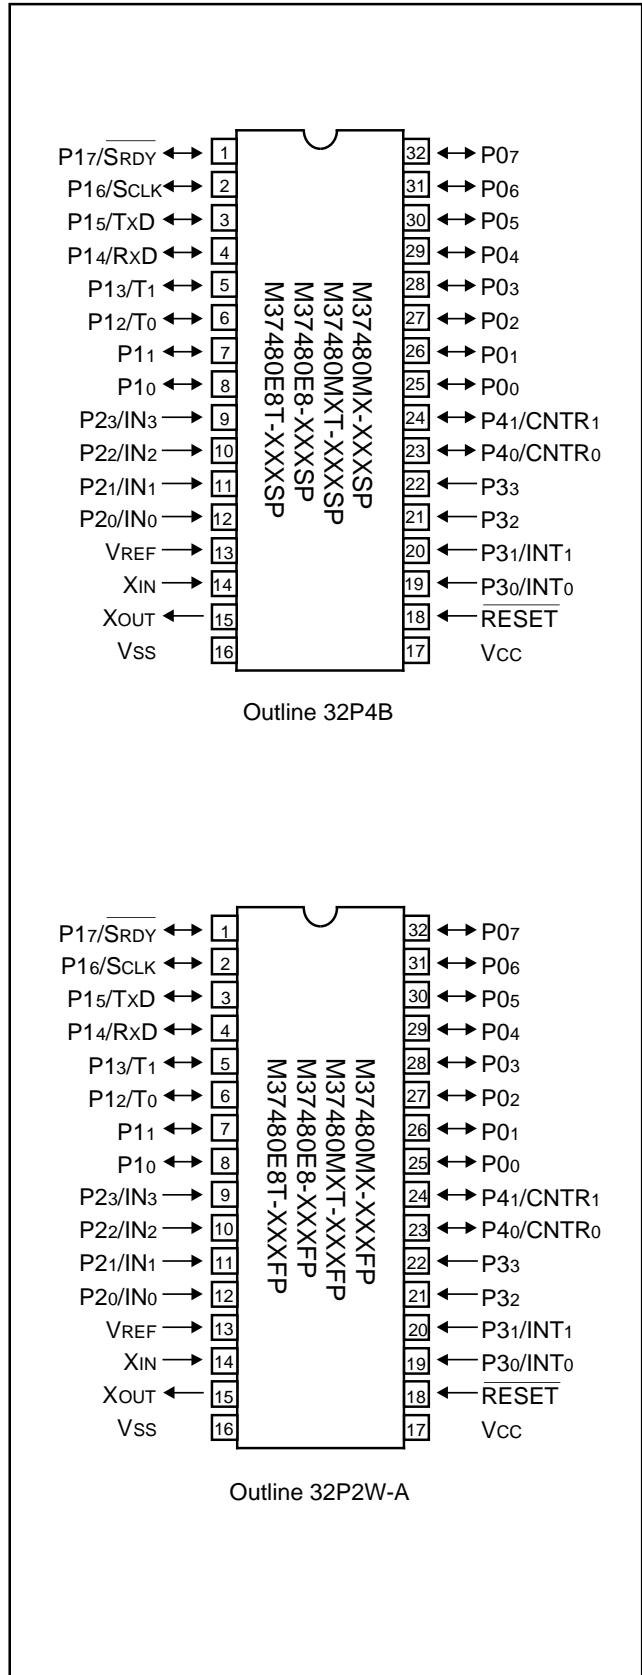 P17/SRDY 1 32 P07
P16/SCLK 2 31 P06
P15/TXD 3 30 P05
P14/RXD 4 29 P04
P13/T1 5 28 P03
P12/T0 6 27 P02
P11 7 26 P01
P10 8 25 P00
P23/IN3 9 24 P41/CNTR1
P22/IN2 10 23 P40/CNTR0
P21/IN1 11 22 P33
P20/IN0 12 21 P32
VREF 13 20 P31/INT1
XIN 14 19 P30/INT0
XOUT 15 18 RESET
VSS 16 17 VCC
M37480MX-XXXSP
M37480MXT-XXXSP
M37480E8-XXXSP
M37480E8T-XXXSP
Outline 32P4B
P17/SRDY 1 32 P07
P16/SCLK 2 31 P06
P15/TXD 3 30 P05
P14/RXD 4 29 P04
P13/T1 5 28 P03
P12/T0 6 27 P02
P11 7 26 P01
P10 8 25 P00
P23/IN3 9 24 P41/CNTR1
P22/IN2 10 23 P40/CNTR0
P21/IN1 11 22 P33
P20/IN0 12 21 P32
VREF 13 20 P31/INT1
XIN 14 19 P30/INT0
XOUT 15 18 RESET
VSS 16 17 VCC
M37480MX-XXXFP
M37480MXT-XXXFP
M37480E8-XXXFP
M37480E8T-XXXFP
Outline 32P2W-A